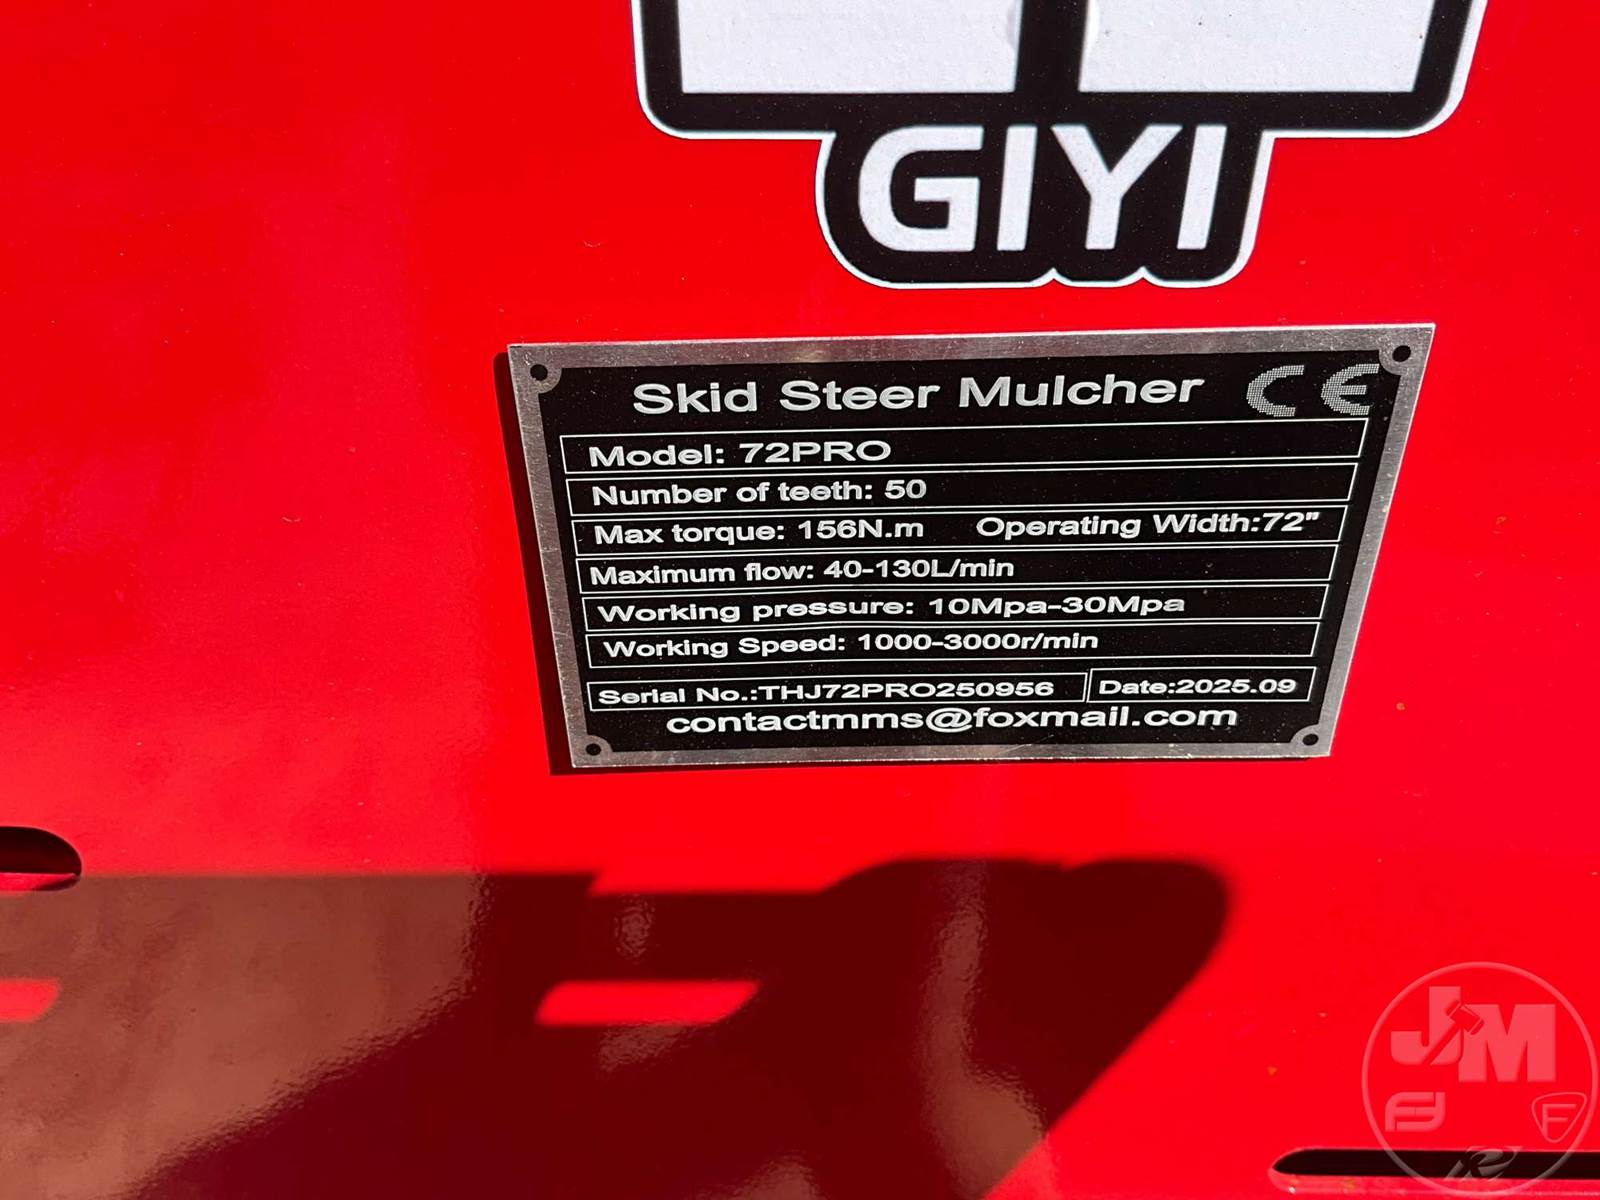 GIYI
Skid Steer Mulcher CE
Model: 72PRO
Number of teeth: 50
Max torque: 156N.m Operating Width:72"
Maximum flow: 40-130L/min
Working pressure: 10Mpa-30Mpa
Working Speed: 1000-3000r/min
Serial No.:THJ72PRO250956 Date:2025.09
contactmms@foxmail.com
JM